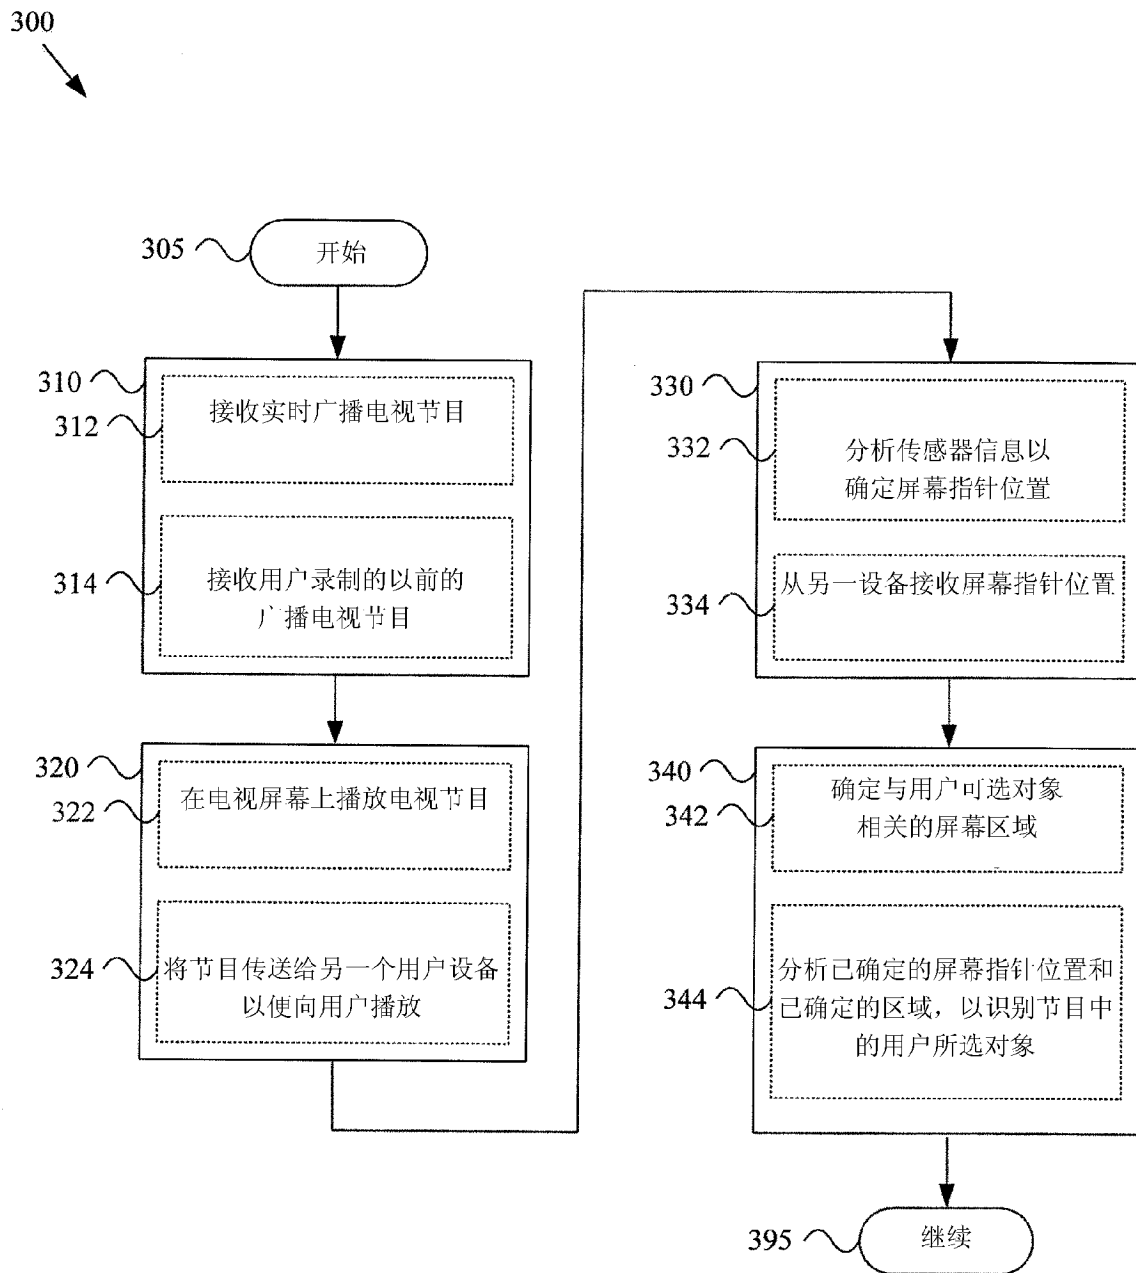 300
305
开始
310
312
接收实时广播电视节目
314
接收用户录制的以前的
广播电视节目
320
322
在电视屏幕上播放电视节目
324
将节目传送给另一个用户设备
以便向用户播放
330
332
分析传感器信息以
确定屏幕指针位置
334
从另一设备接收屏幕指针位置
340
342
确定与用户可选对象
相关的屏幕区域
344
分析已确定的屏幕指针位置和
已确定的区域，以识别节目中
的用户所选对象
395
继续